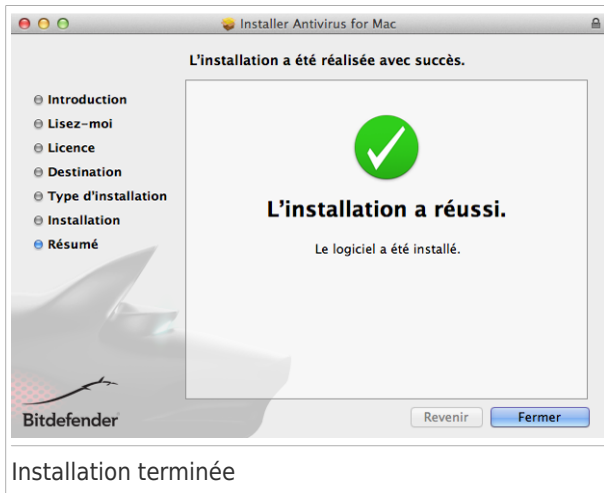 Installer Antivirus for Mac
L'installation a été réalisée avec succès.
Introduction
Lisez-moi
Licence
Destination
Type d'installation
Installation
Résumé
L'installation a réussi.
Le logiciel a été installé.
Bitdefender
Revenir
Fermer
Installation terminée